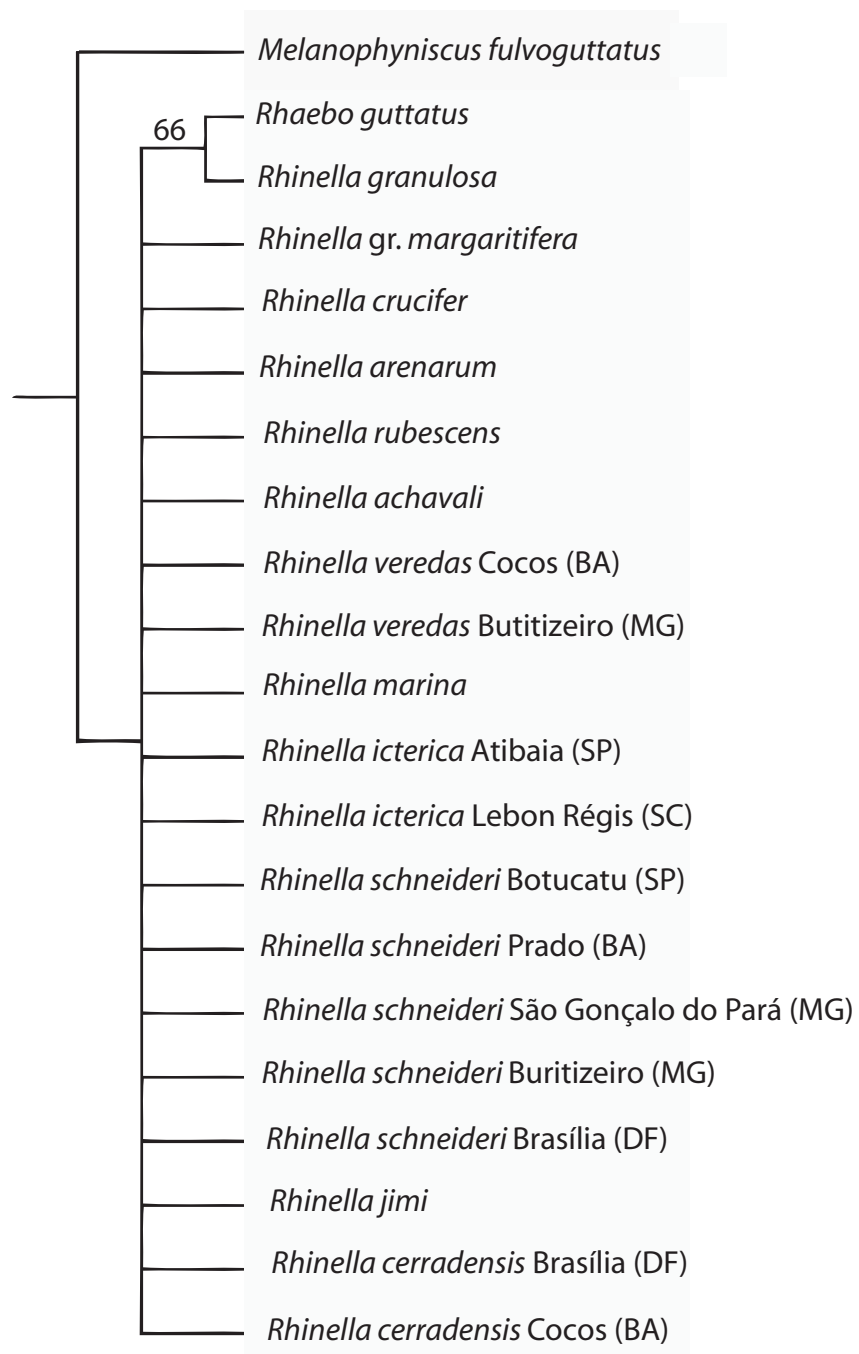 Melanophyniscus fulvoguttatus
66
Rhaebo guttatus
Rhinella granulosa
Rhinella gr. margaritifera
Rhinella crucifer
Rhinella arenarum
Rhinella rubescens
Rhinella achavali
Rhinella veredas Cocos (BA)
Rhinella veredas Butitizeiro (MG)
Rhinella marina
Rhinella icterica Atibaia (SP)
Rhinella icterica Lebon Régis (SC)
Rhinella schneideri Botucatu (SP)
Rhinella schneideri Prado (BA)
Rhinella schneideri São Gonçalo do Pará (MG)
Rhinella schneideri Buritizeiro (MG)
Rhinella schneideri Brasília (DF)
Rhinella jimi
Rhinella cerradensis Brasília (DF)
Rhinella cerradensis Cocos (BA)